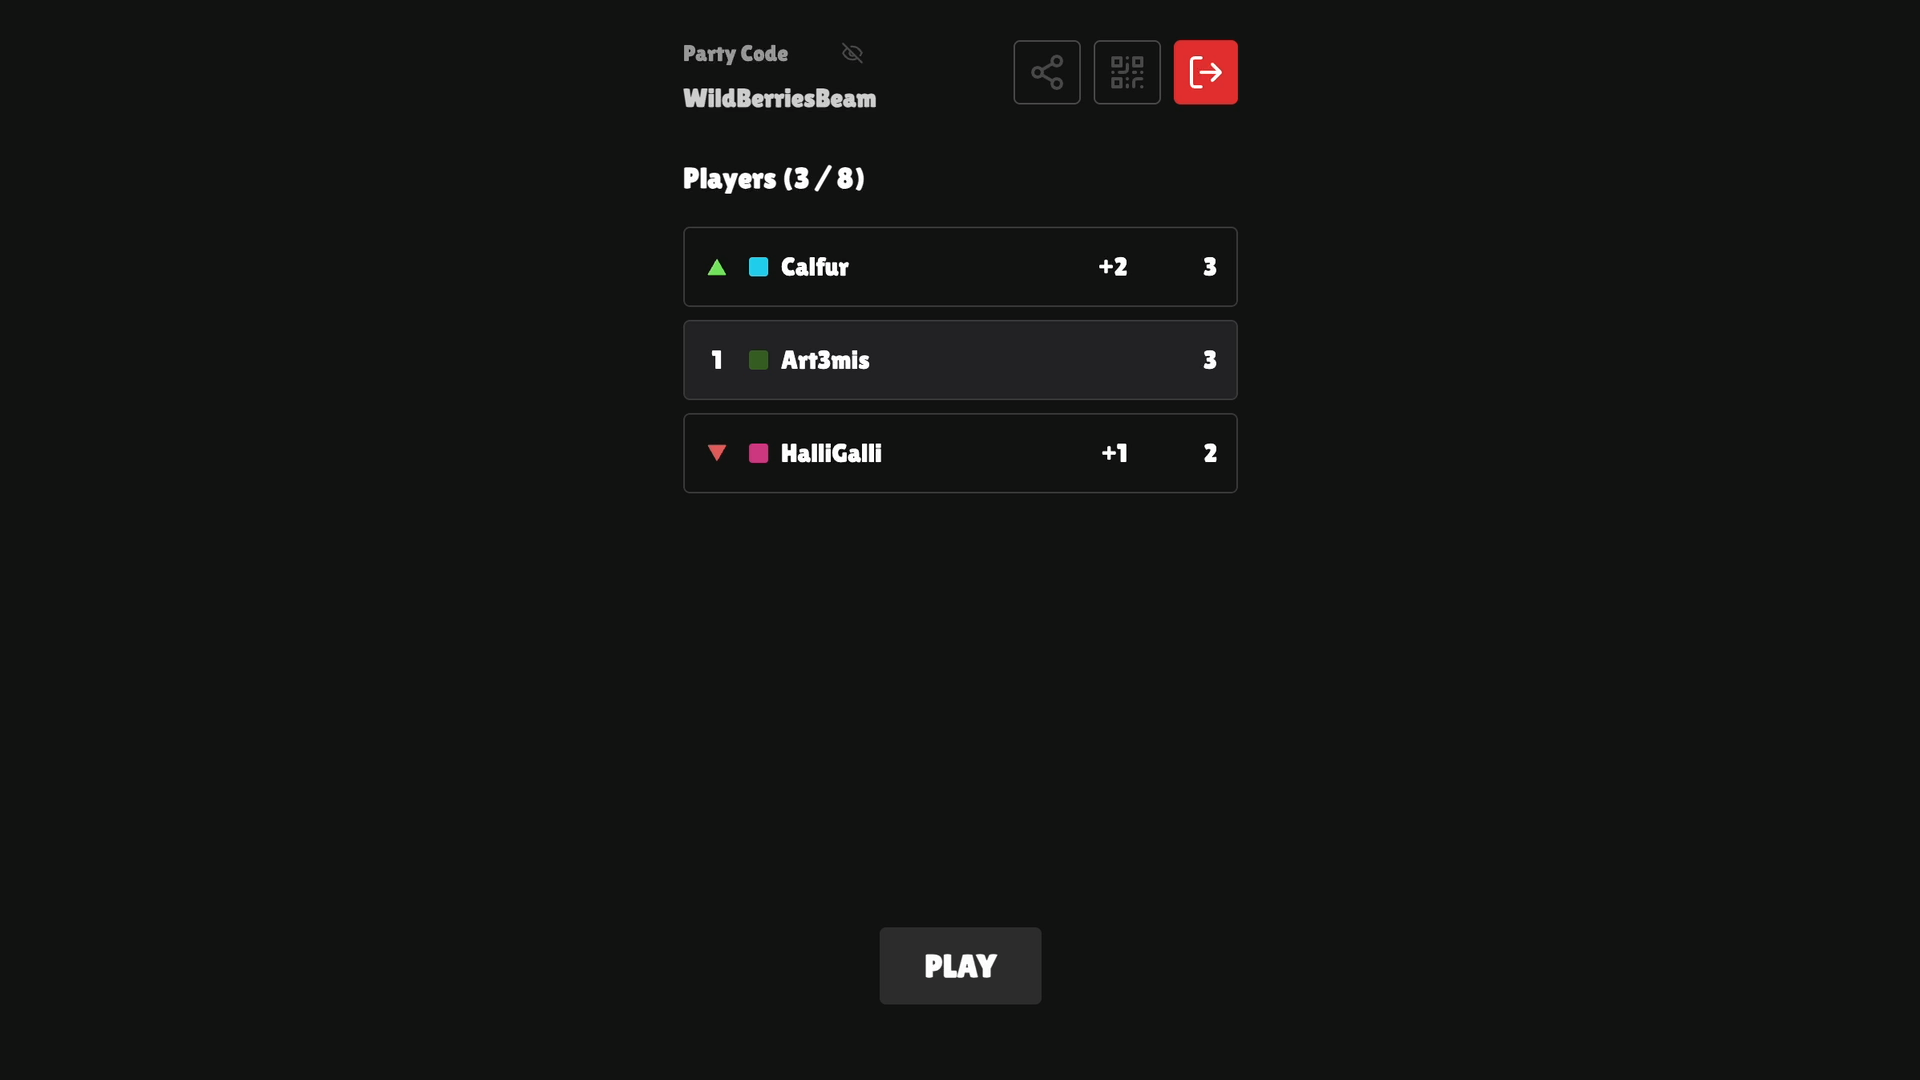 Party Code
WildBerriesBeam
Players (3 / 8)
Calfur +2 3
1 Art3mis 3
HalliGalli +1 2
PLAY